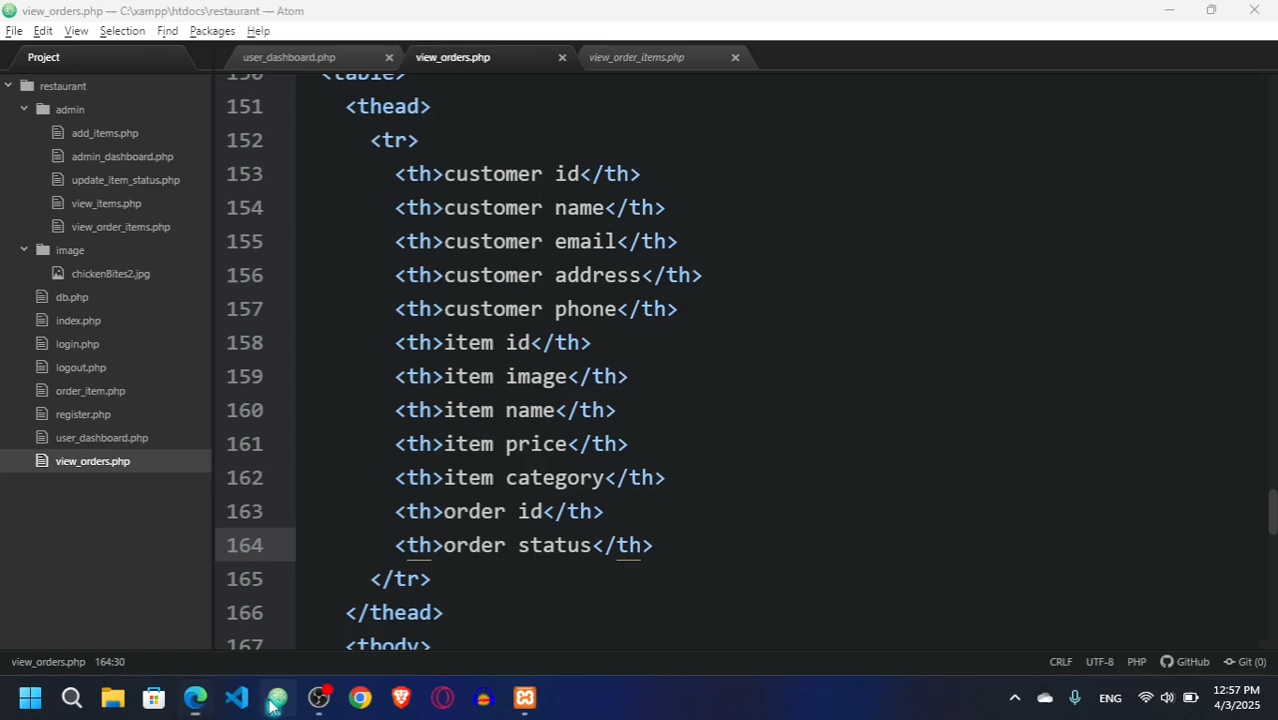 view_orders.php — C:\xampp\htdocs\restaurant — Atom
File Edit View Selection Find Packages Help
Project
user_dashboard.php
view_orders.php
view_order_items.php
restaurant
admin
add_items.php
admin_dashboard.php
update_item_status.php
view_items.php
view_order_items.php
image
chickenBites2.jpg
db.php
index.php
login.php
logout.php
order_item.php
register.php
user_dashboard.php
view_orders.php
150 <table>
151 <thead>
152 <tr>
153 <th>customer id</th>
154 <th>customer name</th>
155 <th>customer email</th>
156 <th>customer address</th>
157 <th>customer phone</th>
158 <th>item id</th>
159 <th>item image</th>
160 <th>item name</th>
161 <th>item price</th>
162 <th>item category</th>
163 <th>order id</th>
164 <th>order status</th>
165 </tr>
166 </thead>
167 <tbody>
view_orders.php 164:30 CRLF UTF-8 PHP GitHub Git (0)
ENG
12:57 PM
4/3/2025